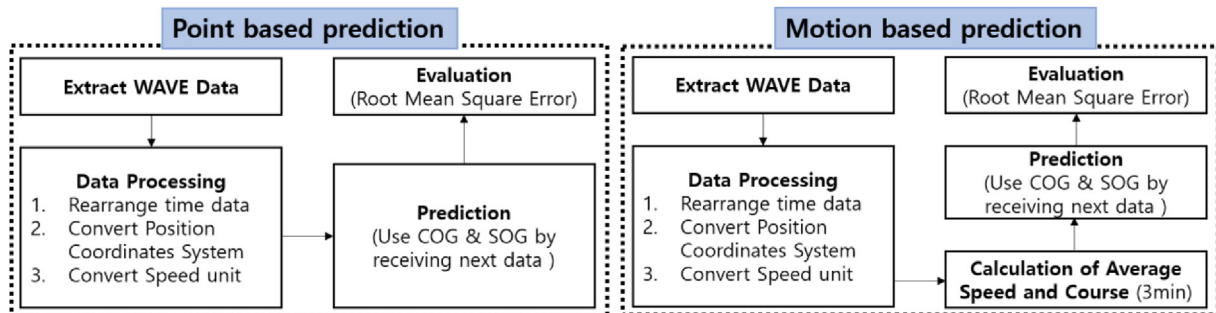 Point based prediction
Extract WAVE Data
Data Processing
1. Rearrange time data
2. Convert Position
Coordinates System
3. Convert Speed unit
Evaluation
(Root Mean Square Error)
Prediction
(Use COG & SOG by
receiving next data )
Motion based prediction
Extract WAVE Data
Data Processing
1. Rearrange time data
2. Convert Position
Coordinates System
3. Convert Speed unit
Evaluation
(Root Mean Square Error)
Prediction
(Use COG & SOG by
receiving next data )
Calculation of Average
Speed and Course (3min)